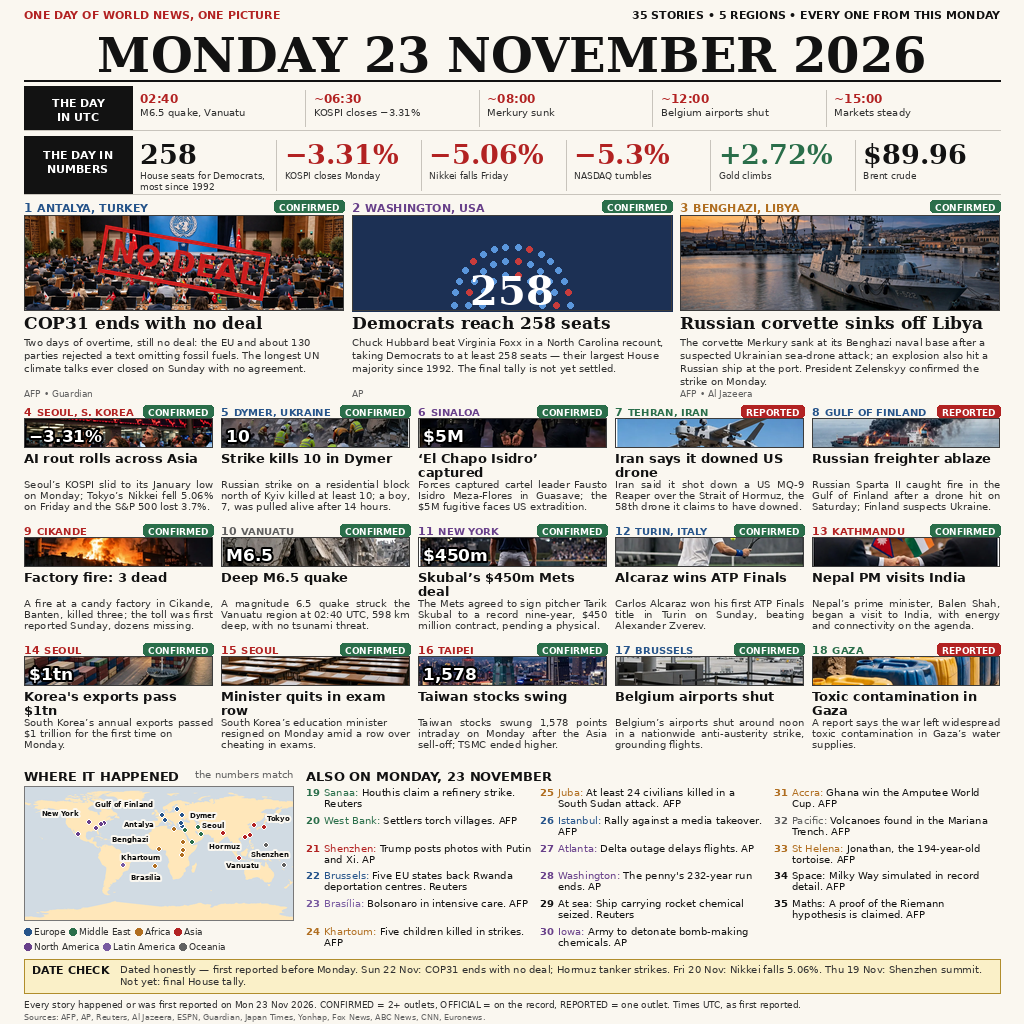 ONE DAY OF WORLD NEWS, ONE PICTURE
35 STORIES • 5 REGIONS • EVERY ONE FROM THIS MONDAY
MONDAY 23 NOVEMBER 2026
THE DAY
IN UTC
02:40
M6.5 quake, Vanuatu
~06:30
KOSPI closes −3.31%
~08:00
Merkury sunk
~12:00
Belgium airports shut
~15:00
Markets steady
THE DAY IN
NUMBERS
258
House seats for Democrats,
most since 1992
−3.31%
KOSPI closes Monday
−5.06%
Nikkei falls Friday
−5.3%
NASDAQ tumbles
+2.72%
Gold climbs
$89.96
Brent crude
1 ANTALYA, TURKEY
CONFIRMED
NO DEAL
COP31 ends with no deal
Two days of overtime, still no deal: the EU and about 130
parties rejected a text omitting fossil fuels. The longest UN
climate talks ever closed on Sunday with no agreement.
AFP • Guardian
2 WASHINGTON, USA
CONFIRMED
258
Democrats reach 258 seats
Chuck Hubbard beat Virginia Foxx in a North Carolina recount,
taking Democrats to at least 258 seats — their largest House
majority since 1992. The final tally is not yet settled.
AP
3 BENGHAZI, LIBYA
CONFIRMED
Russian corvette sinks off Libya
The corvette Merkury sank at its Benghazi naval base after a
suspected Ukrainian sea-drone attack; an explosion also hit a
Russian ship at the port. President Zelenskyy confirmed the
strike on Monday.
AFP • Al Jazeera
4 SEOUL, S. KOREA
CONFIRMED
−3.31%
AI rout rolls across Asia
Seoul's KOSPI slid to its January low
on Monday; Tokyo's Nikkei fell 5.06%
on Friday and the S&P 500 lost 3.7%.
5 DYMER, UKRAINE
CONFIRMED
10
Strike kills 10 in Dymer
Russian strike on a residential block
north of Kyiv killed at least 10; a boy,
7, was pulled alive after 14 hours.
6 SINALOA
CONFIRMED
$5M
‘El Chapo Isidro’
captured
Forces captured cartel leader Fausto
Isidro Meza-Flores in Guasave; the
$5M fugitive faces US extradition.
7 TEHRAN, IRAN
REPORTED
Iran says it downed US
drone
Iran said it shot down a US MQ-9
Reaper over the Strait of Hormuz, the
58th drone it claims to have downed.
8 GULF OF FINLAND
REPORTED
Russian freighter ablaze
Russian Sparta II caught fire in the
Gulf of Finland after a drone hit on
Saturday; Finland suspects Ukraine.
9 CIKANDE
CONFIRMED
Factory fire: 3 dead
A fire at a candy factory in Cikande,
Banten, killed three; the toll was first
reported Sunday, dozens missing.
10 VANUATU
CONFIRMED
M6.5
Deep M6.5 quake
A magnitude 6.5 quake struck the
Vanuatu region at 02:40 UTC, 598 km
deep, with no tsunami threat.
11 NEW YORK
CONFIRMED
$450m
Skubal’s $450m Mets
deal
The Mets agreed to sign pitcher Tarik
Skubal to a record nine-year, $450
million contract, pending a physical.
12 TURIN, ITALY
CONFIRMED
Alcaraz wins ATP Finals
Carlos Alcaraz won his first ATP Finals
title in Turin on Sunday, beating
Alexander Zverev.
13 KATHMANDU
CONFIRMED
Nepal PM visits India
Nepal’s prime minister, Balen Shah,
began a visit to India, with energy
and connectivity on the agenda.
14 SEOUL
CONFIRMED
$1tn
Korea's exports pass
$1tn
South Korea’s annual exports passed
$1 trillion for the first time on
Monday.
15 SEOUL
CONFIRMED
Minister quits in exam
row
South Korea’s education minister
resigned on Monday amid a row over
cheating in exams.
16 TAIPEI
CONFIRMED
1,578
Taiwan stocks swing
Taiwan stocks swung 1,578 points
intraday on Monday after the Asia
sell-off; TSMC ended higher.
17 BRUSSELS
CONFIRMED
Belgium airports shut
Belgium’s airports shut around noon
in a nationwide anti-austerity strike,
grounding flights.
18 GAZA
REPORTED
Toxic contamination in
Gaza
A report says the war left widespread
toxic contamination in Gaza’s water
supplies.
WHERE IT HAPPENED
the numbers match
Gulf of Finland
New York
Dymer
Tokyo
Antalya
Seoul
Benghazi
Hormuz
Khartoum
Shenzhen
Vanuatu
Brasília
Europe Middle East Africa Asia
North America Latin America Oceania
ALSO ON MONDAY, 23 NOVEMBER
19 Sanaa: Houthis claim a refinery strike.
Reuters
20 West Bank: Settlers torch villages. AFP
21 Shenzhen: Trump posts photos with Putin
and Xi. AP
22 Brussels: Five EU states back Rwanda
deportation centres. Reuters
23 Brasília: Bolsonaro in intensive care. AFP
24 Khartoum: Five children killed in strikes.
AFP
25 Juba: At least 24 civilians killed in a
South Sudan attack. AFP
26 Istanbul: Rally against a media takeover.
AFP
27 Atlanta: Delta outage delays flights. AP
28 Washington: The penny's 232-year run
ends. AP
29 At sea: Ship carrying rocket chemical
seized. Reuters
30 Iowa: Army to detonate bomb-making
chemicals. AP
31 Accra: Ghana win the Amputee World
Cup. AFP
32 Pacific: Volcanoes found in the Mariana
Trench. AFP
33 St Helena: Jonathan, the 194-year-old
tortoise. AFP
34 Space: Milky Way simulated in record
detail. AFP
35 Maths: A proof of the Riemann
hypothesis is claimed. AFP
DATE CHECK
Dated honestly — first reported before Monday. Sun 22 Nov: COP31 ends with no deal; Hormuz tanker strikes. Fri 20 Nov: Nikkei falls 5.06%. Thu 19 Nov: Shenzhen summit.
Not yet: final House tally.
Every story happened or was first reported on Mon 23 Nov 2026. CONFIRMED = 2+ outlets, OFFICIAL = on the record, REPORTED = one outlet. Times UTC, as first reported.
Sources: AFP, AP, Reuters, Al Jazeera, ESPN, Guardian, Japan Times, Yonhap, Fox News, ABC News, CNN, Euronews.